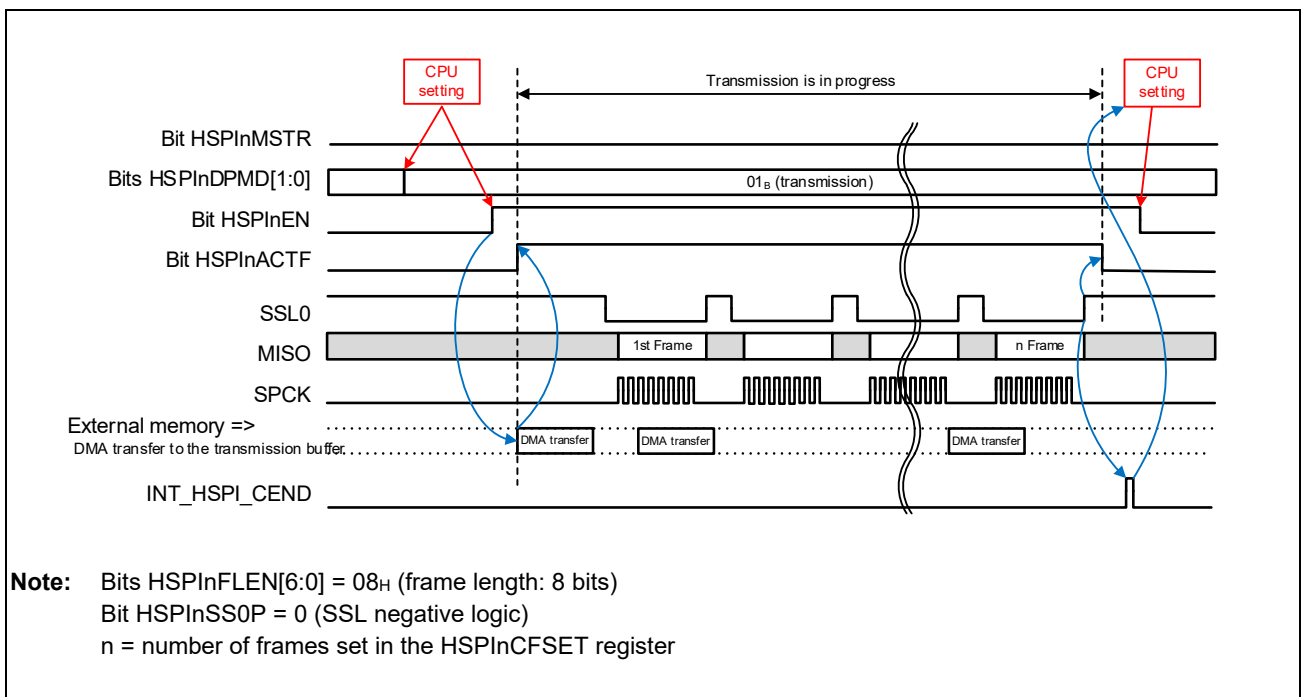 CPU
setting
Transmission is in progress
CPU
setting
Bit HSPInMSTR
Bits HSPInDPMD[1:0]
01B (transmission)
Bit HSPInEN
Bit HSPInACTF
SSL0
MISO
1st Frame
n Frame
SPCK
External memory =>
DMA transfer to the transmission buffer.
DMA transfer
DMA transfer
DMA transfer
INT_HSPI_CEND
Note: Bits HSPInFLEN[6:0] = 08H (frame length: 8 bits)
Bit HSPInSS0P = 0 (SSL negative logic)
n = number of frames set in the HSPInCFSET register